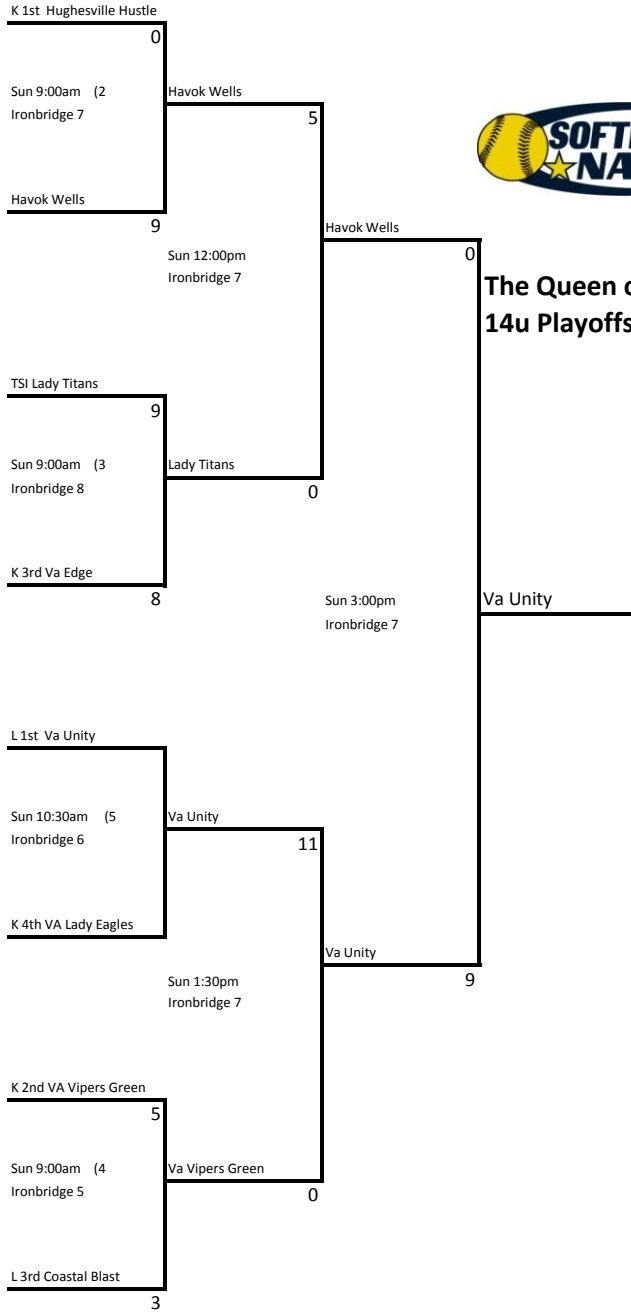 K 1st  Hughesville Hustle
0
Sun 9:00am   (2
Ironbridge 7
Havok Wells
5
Havok Wells
9
Havok Wells
0
Sun 12:00pm
Ironbridge 7
The Queen
14u Playoffs
TSI Lady Titans
9
Sun 9:00am   (3
Ironbridge 8
Lady Titans
0
K 3rd Va Edge
8
Sun 3:00pm
Ironbridge 7
Va Unity
L 1st  Va Unity
Sun 10:30am    (5
Ironbridge 6
Va Unity
11
K 4th VA Lady Eagles
Va Unity
9
Sun 1:30pm
Ironbridge 7
K 2nd VA Vipers Green
5
Sun 9:00am   (4
Ironbridge 5
Va Vipers Green
0
L 3rd Coastal Blast
3